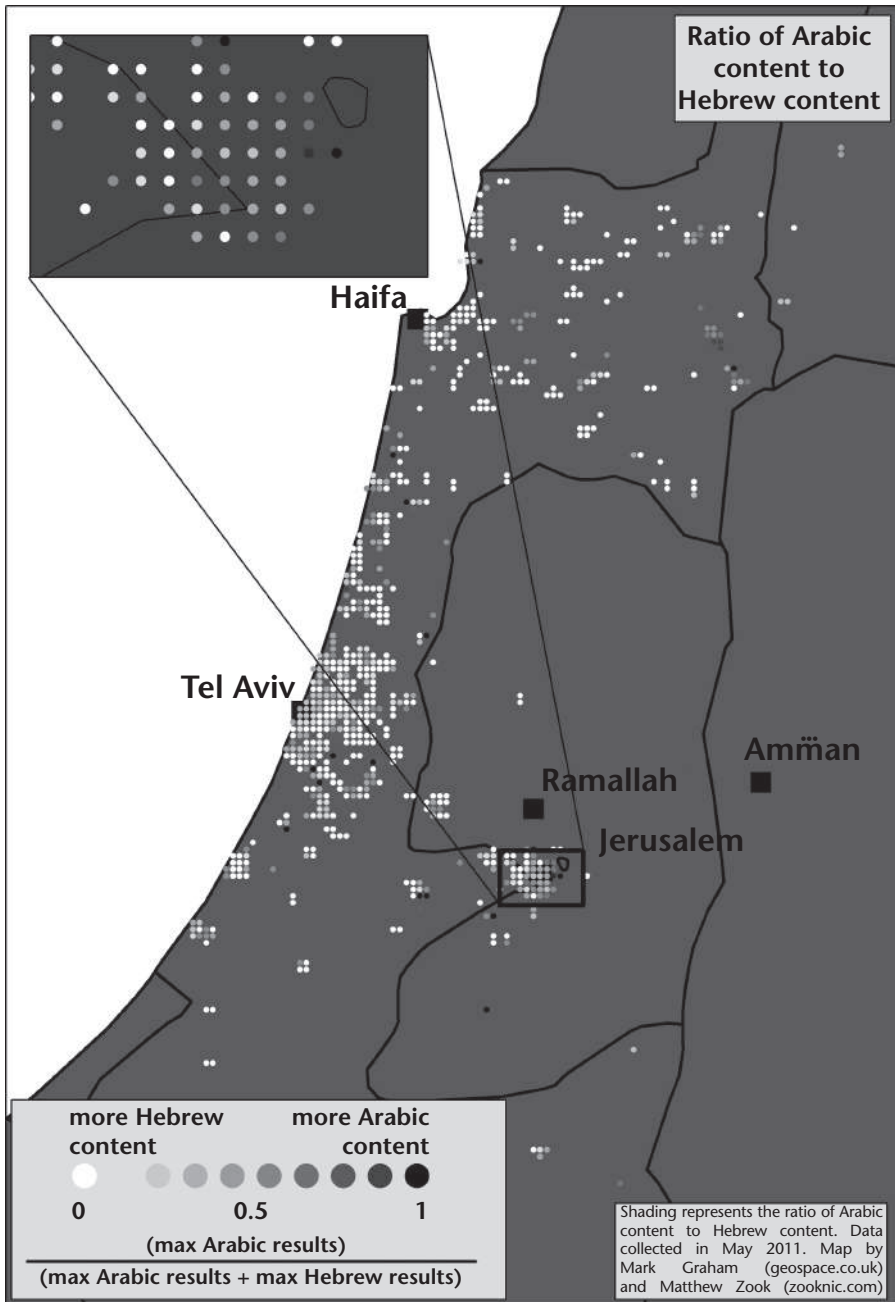 Ratio of Arabic
content to
Hebrew content
Haifa
Tel Aviv
Amm̈an
Ramallah
Jerusalem
more Hebrew
content
more Arabic
content
0
0.5
1
(max Arabic results)
(max Arabic results + max Hebrew results)
Shading represents the ratio of Arabic
content to Hebrew content. Data
collected in May 2011. Map by
Mark Graham (geospace.co.uk)
and Matthew Zook (zooknic.com)